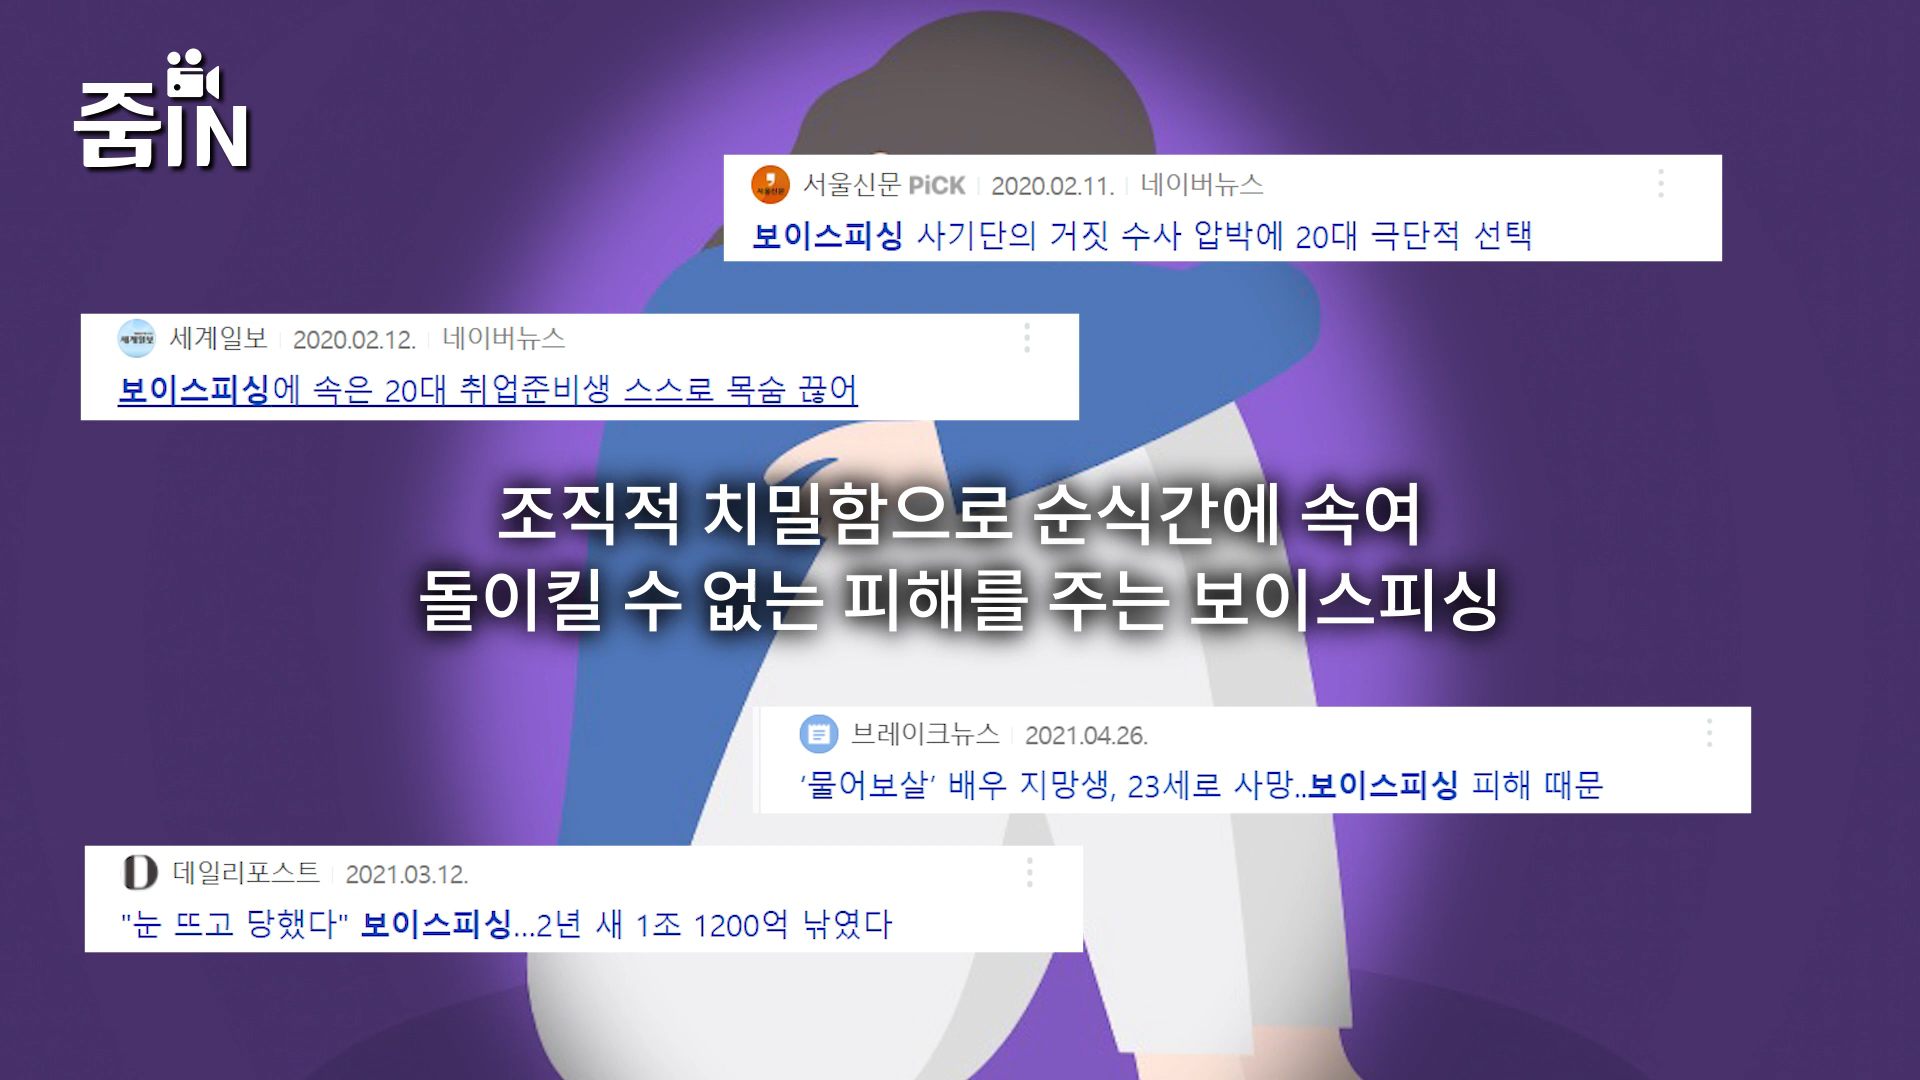 줌IN
서울신문 PiCK 2020.02.11. 네이버뉴스
보이스피싱 사기단의 거짓 수사 압박에 20대 극단적 선택
세계일보 2020.02.12. 네이버뉴스
보이스피싱에 속은 20대 취업준비생 스스로 목숨 끊어
조직적 치밀함으로 순식간에 속여
돌이킬 수 없는 피해를 주는 보이스피싱
브레이크뉴스 2021.04.26.
‘물어보살’ 배우 지망생, 23세로 사망..보이스피싱 피해 때문
데일리포스트 2021.03.12.
"눈 뜨고 당했다" 보이스피싱...2년 새 1조 1200억 낚였다